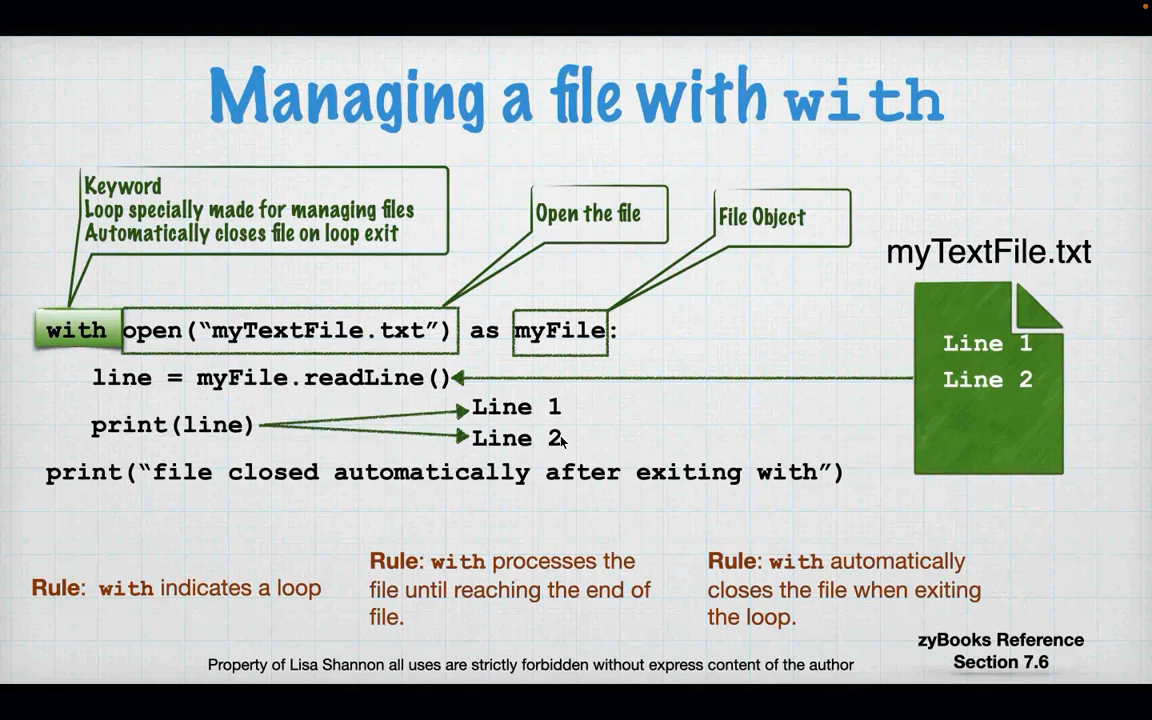 Managing a file with with
Keyword
Loop specially made for managing files
Automatically closes file on loop exit
Open the file
File Object
myTextFile.txt
with open(“myTextFile.txt”) as myFile:
Line 1
Line 2
line = myFile.readLine()
print(line)
Line 1
Line 2
print(“file closed automatically after exiting with”)
Rule: with indicates a loop
Rule: with processes the
file until reaching the end of
file.
Rule: with automatically
closes the file when exiting
the loop.
zyBooks Reference
Section 7.6
Property of Lisa Shannon all uses are strictly forbidden without express content of the author